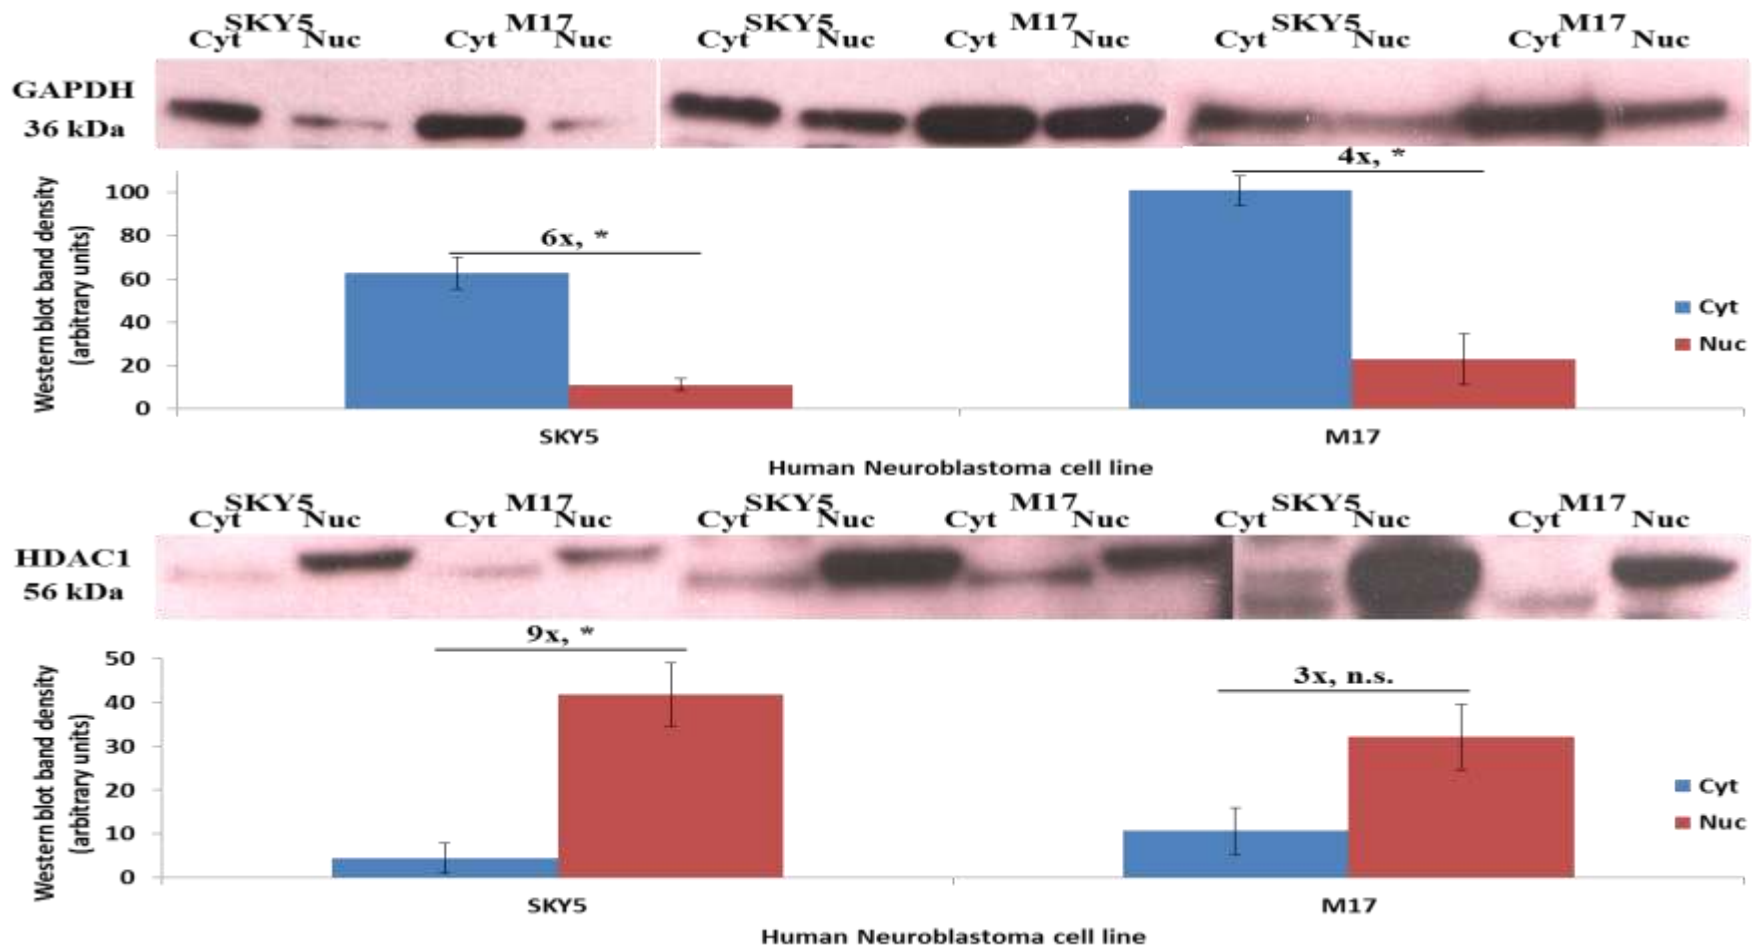 SKY5 M17 SKY5 M17 SKY5 M17
Cyt Nuc Cyt Nuc Cyt Nuc Cyt Nuc Cyt Nuc Cyt Nuc
GAPDH
36 kDa
4x, *
6x, *
Western blot band density
(arbitrary units)
100
80
60
40
20
0
Cyt
Nuc
SKY5 M17
Human Neuroblastoma cell line
SKY5 M17 SKY5 M17 SKY5 M17
Cyt Nuc Cyt Nuc Cyt Nuc Cyt Nuc Cyt Nuc Cyt Nuc
HDAC1
56 kDa
9x, *
3x, n.s.
Western blot band density
(arbitrary units)
50
40
30
20
10
0
Cyt
Nuc
SKY5 M17
Human Neuroblastoma cell line